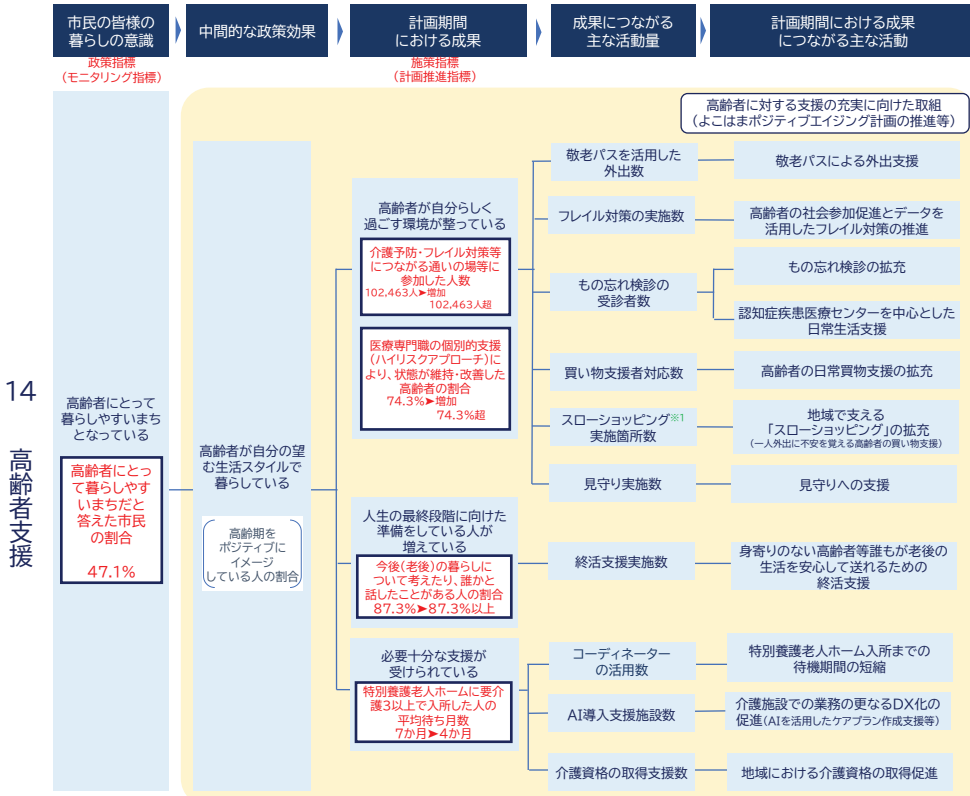 市民の皆様の
暮らしの意識
中間的な政策効果
計画期間
における成果
成果につながる
主な活動量
計画期間における成果
につながる主な活動
政策指標
(モニタリング指標)
施策指標
(計画推進指標)
14 高齢者支援
高齢者にとって
暮らしやすいまち
となっている
高齢者にとっ
て暮らしやす
いまちだと
答えた市民
の割合
47.1%
高齢者が自分の望
む生活スタイルで
暮らしている
高齢期を
ポジティブに
イメージ
している人の割合
高齢者が自分らしく
過ごす環境が整っている
介護予防・フレイル対策等
につながる通いの場等に
参加した人数
102,463人➤増加
102,463人超
医療専門職の個別的支援
(ハイリスクアプローチ)に
より、状態が維持・改善した
高齢者の割合
74.3%➤増加
74.3%超
人生の最終段階に向けた
準備をしている人が
増えている
今後(老後)の暮らしに
ついて考えたり、誰かと
話したことがある人の割合
87.3%➤87.3%以上
必要十分な支援が
受けられている
特別養護老人ホームに要介
護3以上で入所した人の
平均待ち月数
7か月➤4か月
高齢者に対する支援の充実に向けた取組
(よこはまポジティブエイジング計画の推進等)
敬老パスを活用した
外出数
敬老パスによる外出支援
フレイル対策の実施数
高齢者の社会参加促進とデータを
活用したフレイル対策の推進
もの忘れ検診の
受診者数
もの忘れ検診の拡充
認知症疾患医療センターを中心とした
日常生活支援
買い物支援者対応数
高齢者の日常買物支援の拡充
スローショッピング※1
実施箇所数
地域で支える
「スローショッピング」の拡充
(一人外出に不安を覚える高齢者の買い物支援)
見守り実施数
見守りへの支援
終活支援実施数
身寄りのない高齢者等誰もが老後の
生活を安心して送れるための
終活支援
コーディネーター
の活用数
特別養護老人ホーム入所までの
待機期間の短縮
AI導入支援施設数
介護施設での業務の更なるDX化の
促進(AIを活用したケアプラン作成支援等)
介護資格の取得支援数
地域における介護資格の取得促進